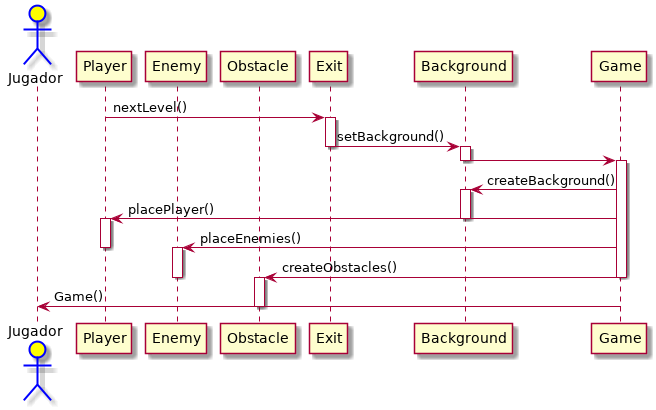 Jugador
Player Enemy Obstacle Exit Background Game
nextLevel()
setBackground()
createBackground()
placePlayer()
placeEnemies()
createObstacles()
Game()
Jugador
Player Enemy Obstacle Exit Background Game